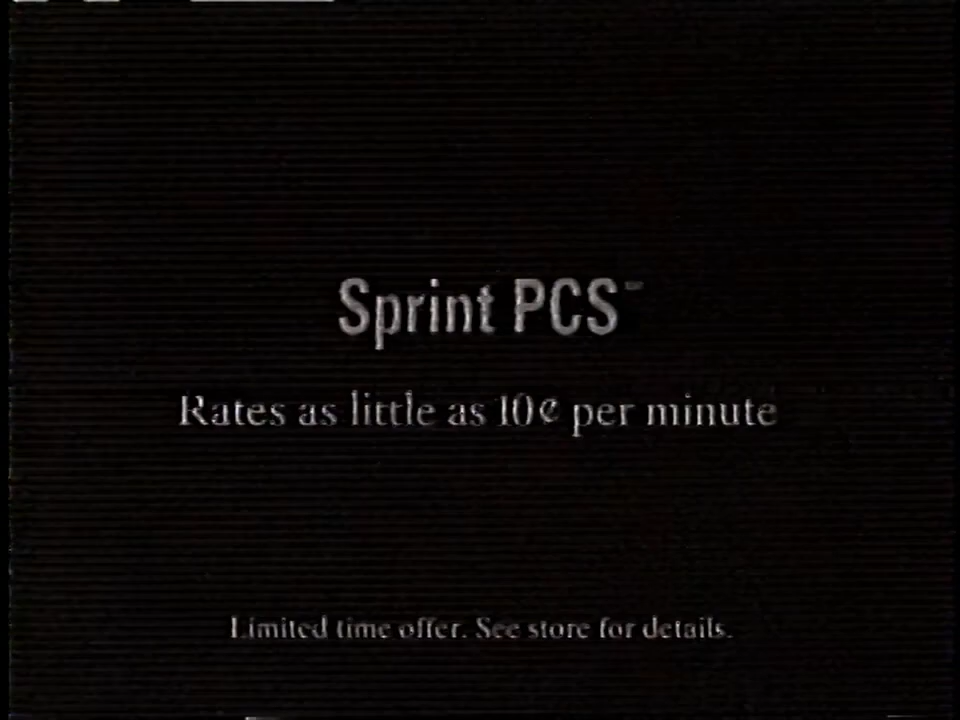 Sprint PCS™
Rates as little as 10¢ per minute
Limited time offer. See store for details.